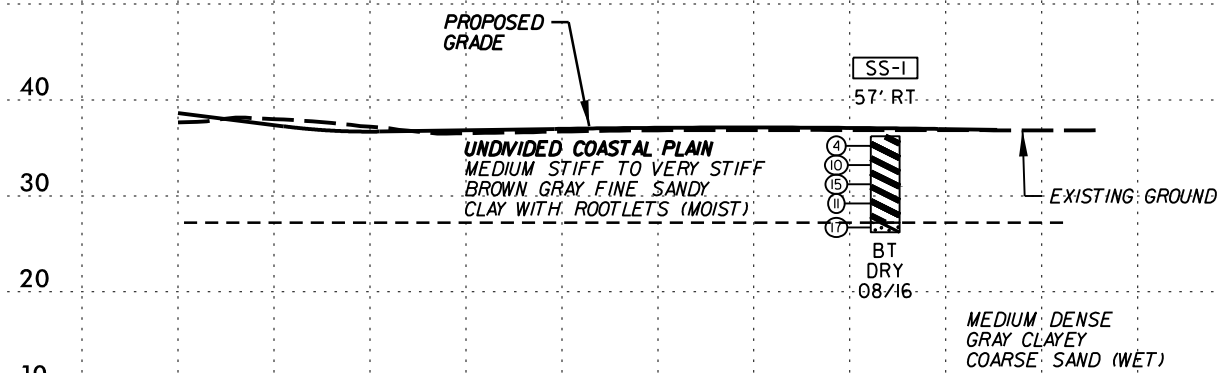 PROPOSED
GRADE
SS-1
57' RT
40
UNDIVIDED COASTAL PLAIN
MEDIUM STIFF TO VERY STIFF
BROWN GRAY FINE SANDY
CLAY WITH ROOTLETS (MOIST)
4
10
15
11
17
30
EXISTING GROUND
BT
DRY
08/16
20
MEDIUM DENSE
GRAY CLAYEY
COARSE SAND (WET)
10